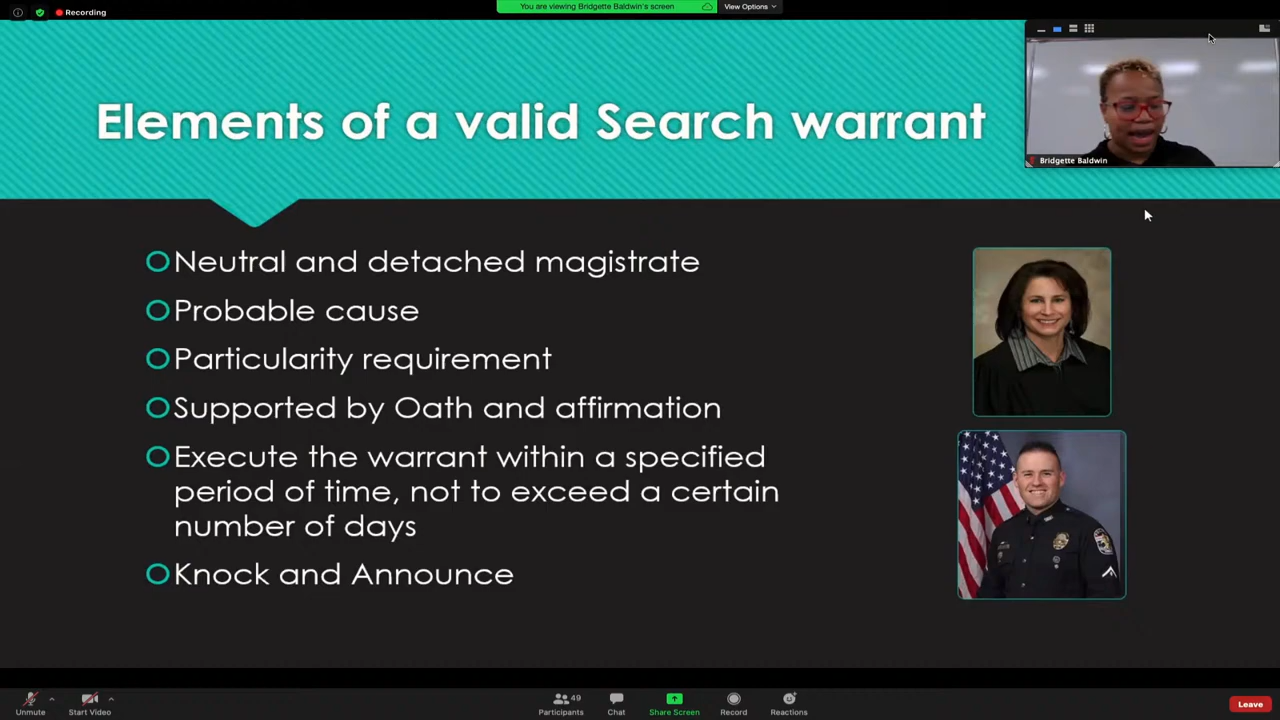 Recording
You are viewing Bridgette Baldwin's screen
View Options
Elements of a valid Search warrant
Bridgette Baldwin
Neutral and detached magistrate
Probable cause
Particularity requirement
Supported by Oath and affirmation
Execute the warrant within a specified
period of time, not to exceed a certain
number of days
Knock and Announce
Unmute
Start Video
49
Participants
Chat
Share Screen
Record
Reactions
Leave